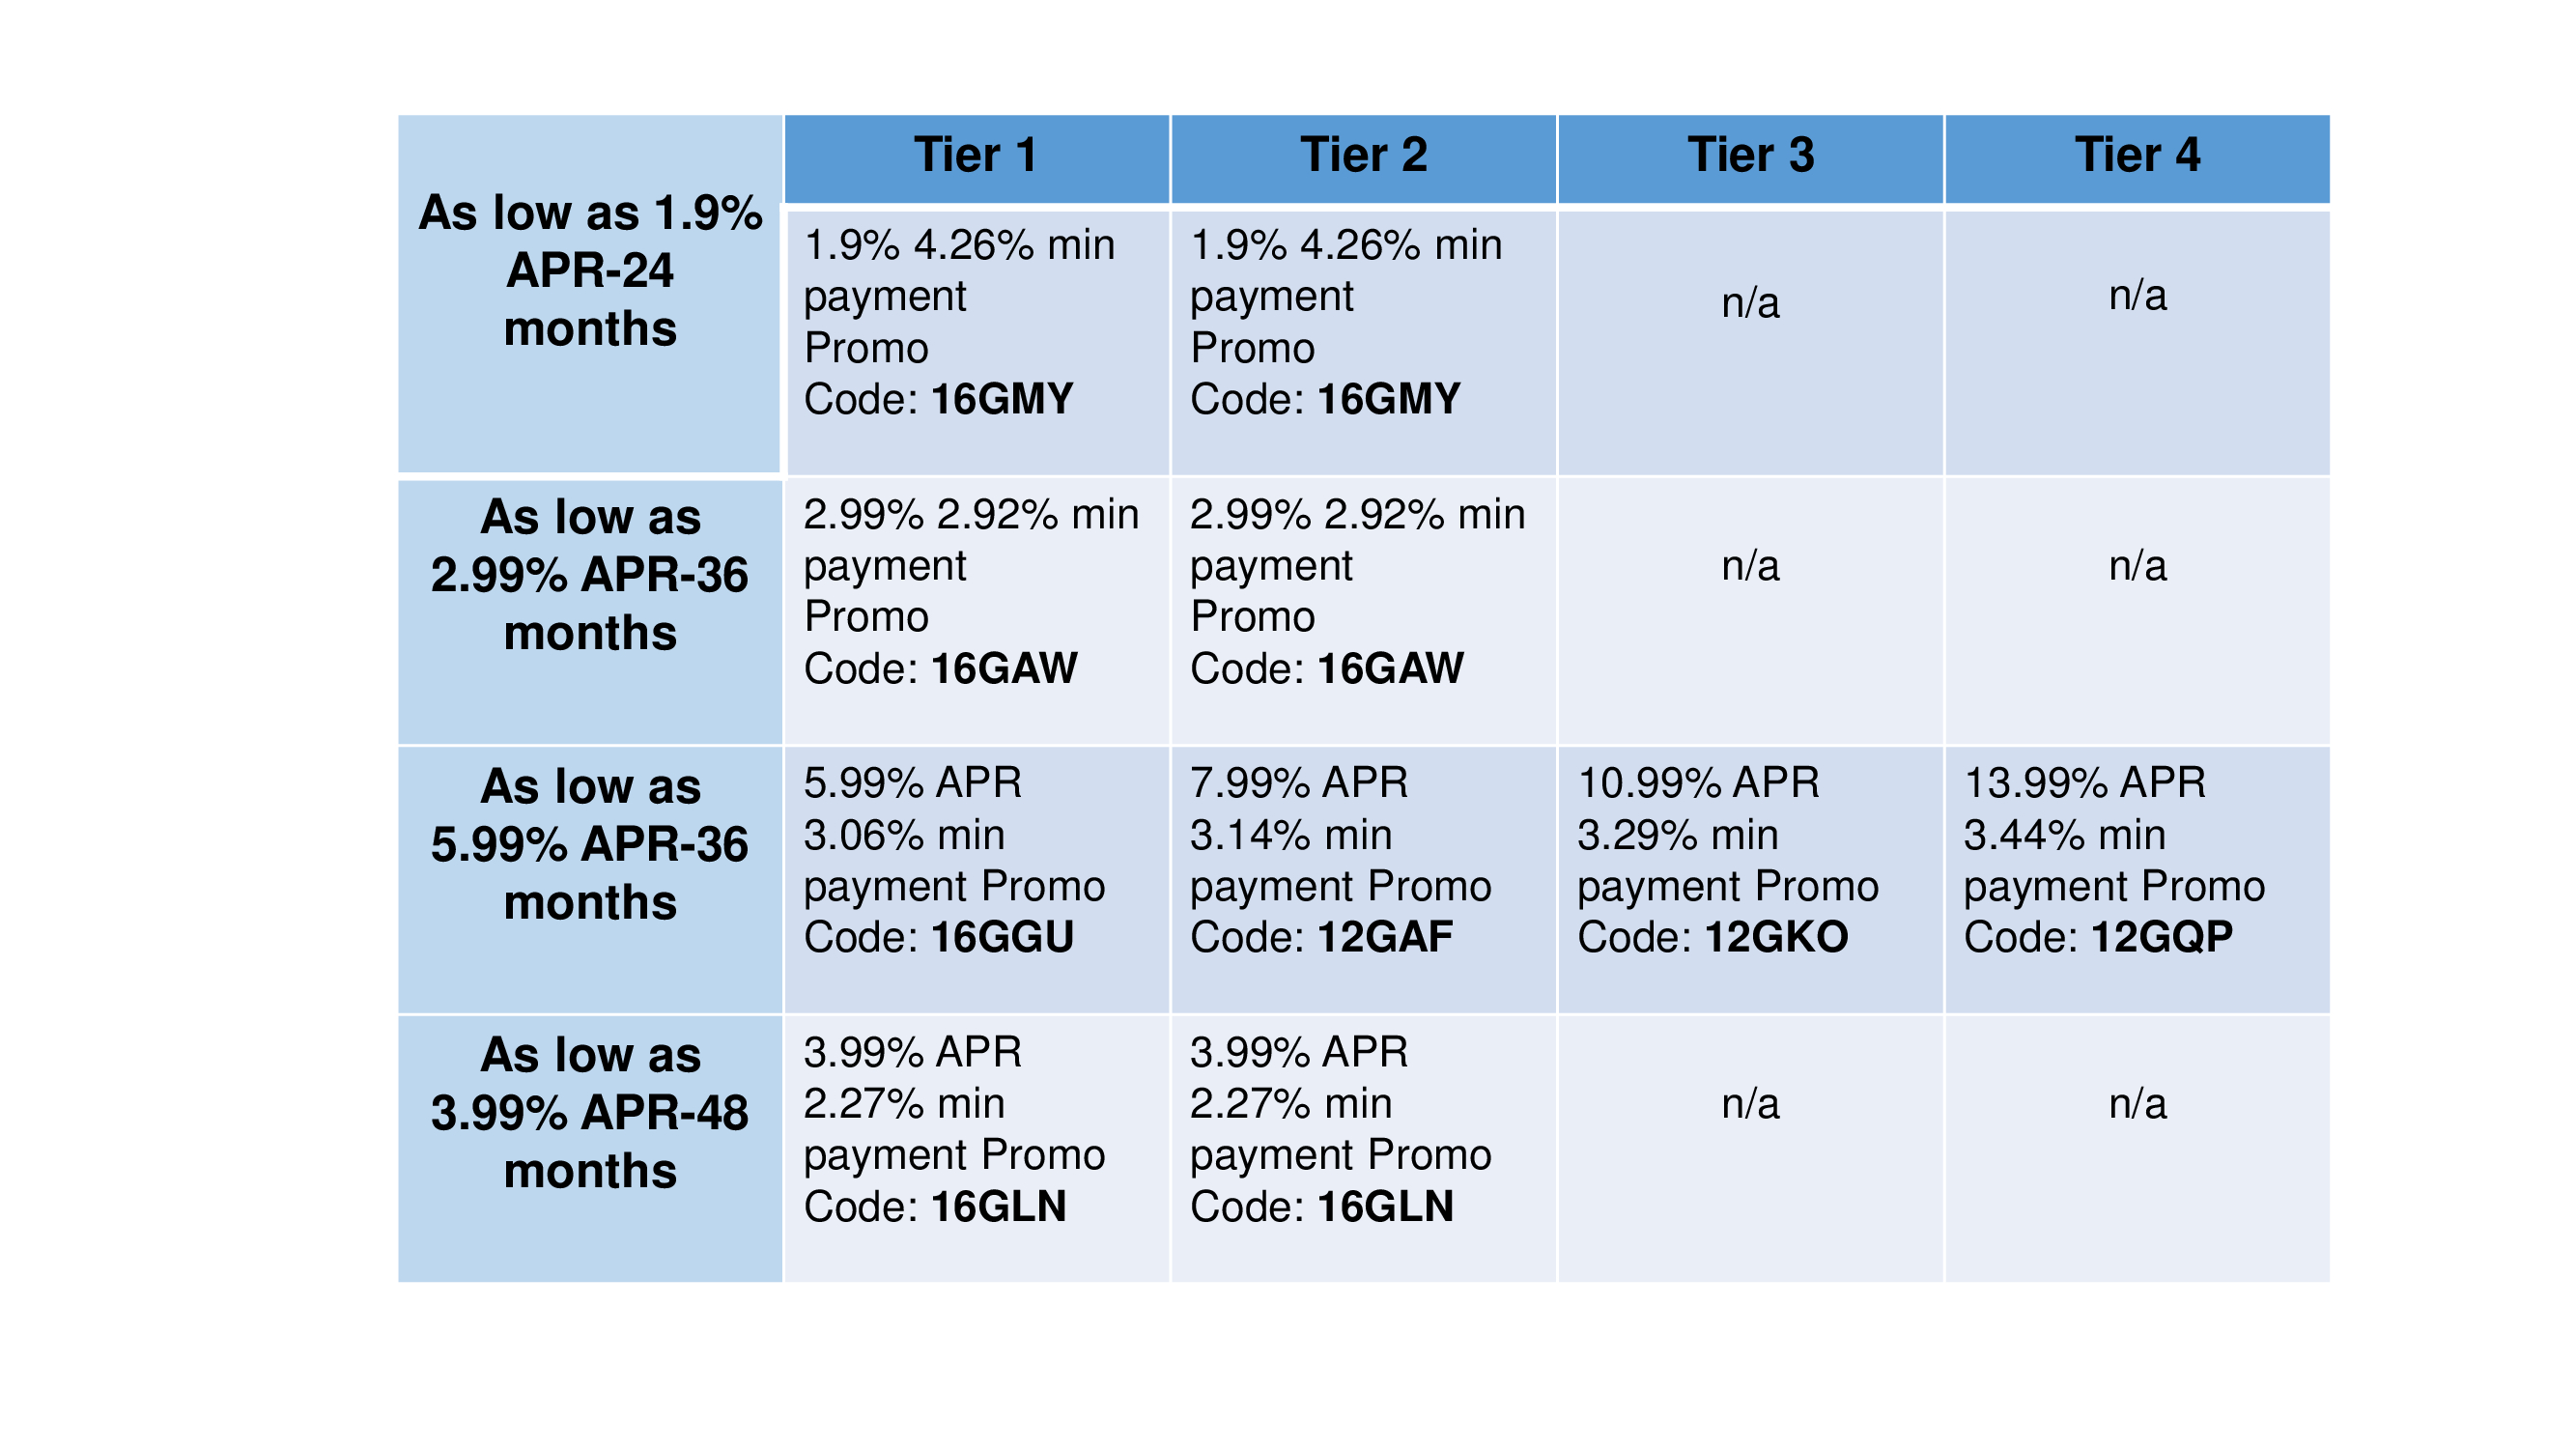 Tier 1
Tier 2
Tier 3
Tier 4
As low as 1.9%
APR-24
months
1.9% 4.26% min
payment
Promo
Code: 16GMY
1.9% 4.26% min
payment
Promo
Code: 16GMY
n/a
n/a
As low as
2.99% APR-36
months
2.99% 2.92% min
payment
Promo
Code: 16GAW
2.99% 2.92% min
payment
Promo
Code: 16GAW
n/a
n/a
As low as
5.99% APR-36
months
5.99% APR
3.06% min
payment Promo
Code: 16GGU
7.99% APR
3.14% min
payment Promo
Code: 12GAF
10.99% APR
3.29% min
payment Promo
Code: 12GKO
13.99% APR
3.44% min
payment Promo
Code: 12GQP
As low as
3.99% APR-48
months
3.99% APR
2.27% min
payment Promo
Code: 16GLN
3.99% APR
2.27% min
payment Promo
Code: 16GLN
n/a
n/a